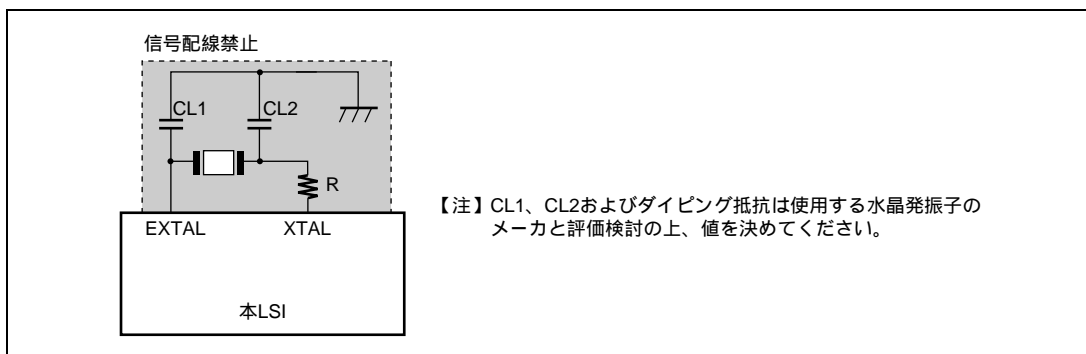 信号配線禁止
CL1
CL2
R
EXTAL
XTAL
本LSI
【注】CL1、CL2およびダイピング抵抗は使用する水晶発振子の
メーカと評価検討の上、値を決めてください。